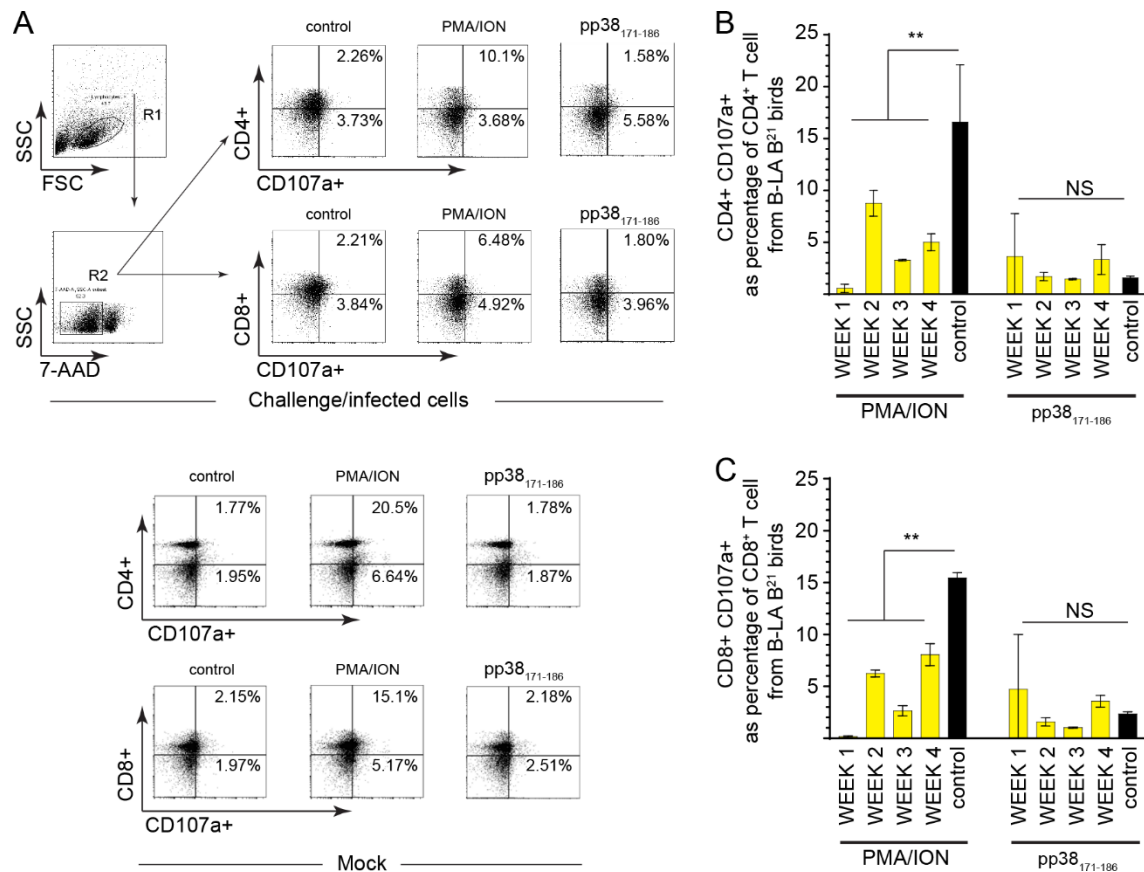 A
control
PMA/ION
pp38171-186
SSC
FSC
R1
CD4+
2.26%
3.73%
10.1%
3.68%
1.58%
5.58%
CD107a+
control
PMA/ION
pp38171-186
SSC
R2
7-AAD
CD8+
2.21%
3.84%
6.48%
4.92%
1.80%
3.96%
CD107a+
Challenge/infected cells
control
PMA/ION
pp38171-186
CD4+
1.77%
1.95%
20.5%
6.64%
1.78%
1.87%
CD107a+
control
PMA/ION
pp38171-186
CD8+
2.15%
1.97%
15.1%
5.17%
2.18%
2.51%
CD107a+
Mock
B
CD4+ CD107a+
as percentage of CD4+ T cell
from B-LA B21 birds
25
20
15
10
5
**
NS
WEEK 1
WEEK 2
WEEK 3
WEEK 4
control
WEEK 1
WEEK 2
WEEK 3
WEEK 4
control
PMA/ION
pp38171-186
C
CD8+ CD107a+
as percentage of CD8+ T cell
from B-LA B21 birds
25
20
15
10
5
**
NS
WEEK 1
WEEK 2
WEEK 3
WEEK 4
control
WEEK 1
WEEK 2
WEEK 3
WEEK 4
control
PMA/ION
pp38171-186